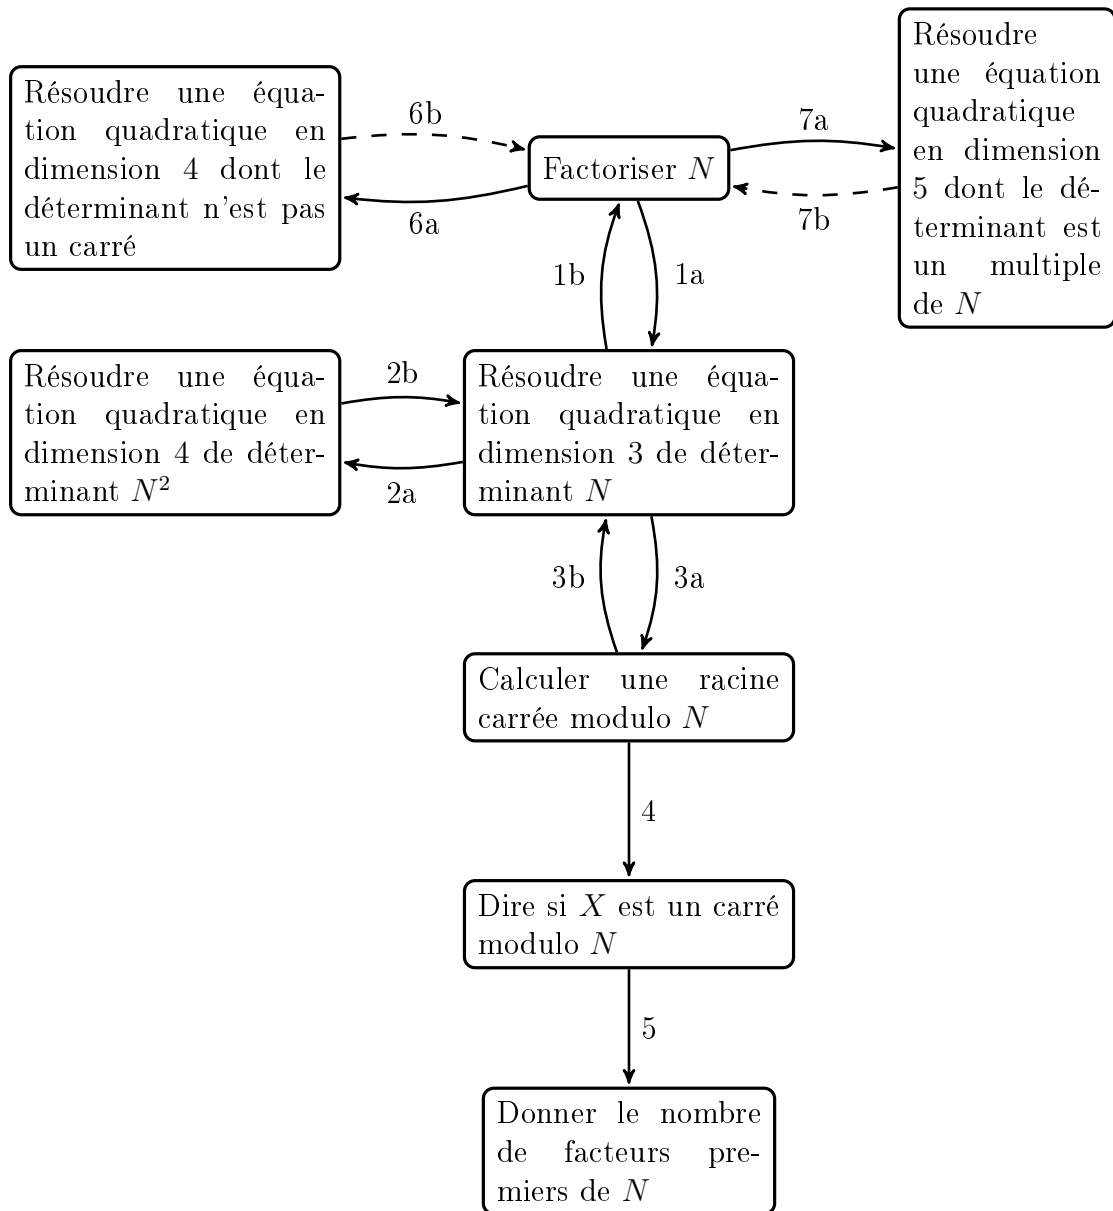 Résoudre une équa-
tion quadratique en
dimension 4 dont le
déterminant n'est pas
un carré
6b
6a
Factoriser N
7a
7b
Résoudre
une équation
quadratique
en dimension
5 dont le dé-
terminant est
un multiple
de N
1b
1a
Résoudre une équa-
tion quadratique en
dimension 4 de déter-
minant N²
2b
2a
Résoudre une équa-
tion quadratique en
dimension 3 de déter-
minant N
3b
3a
Calculer une racine
carrée modulo N
4
Dire si X est un carré
modulo N
5
Donner le nombre
de facteurs pre-
miers de N